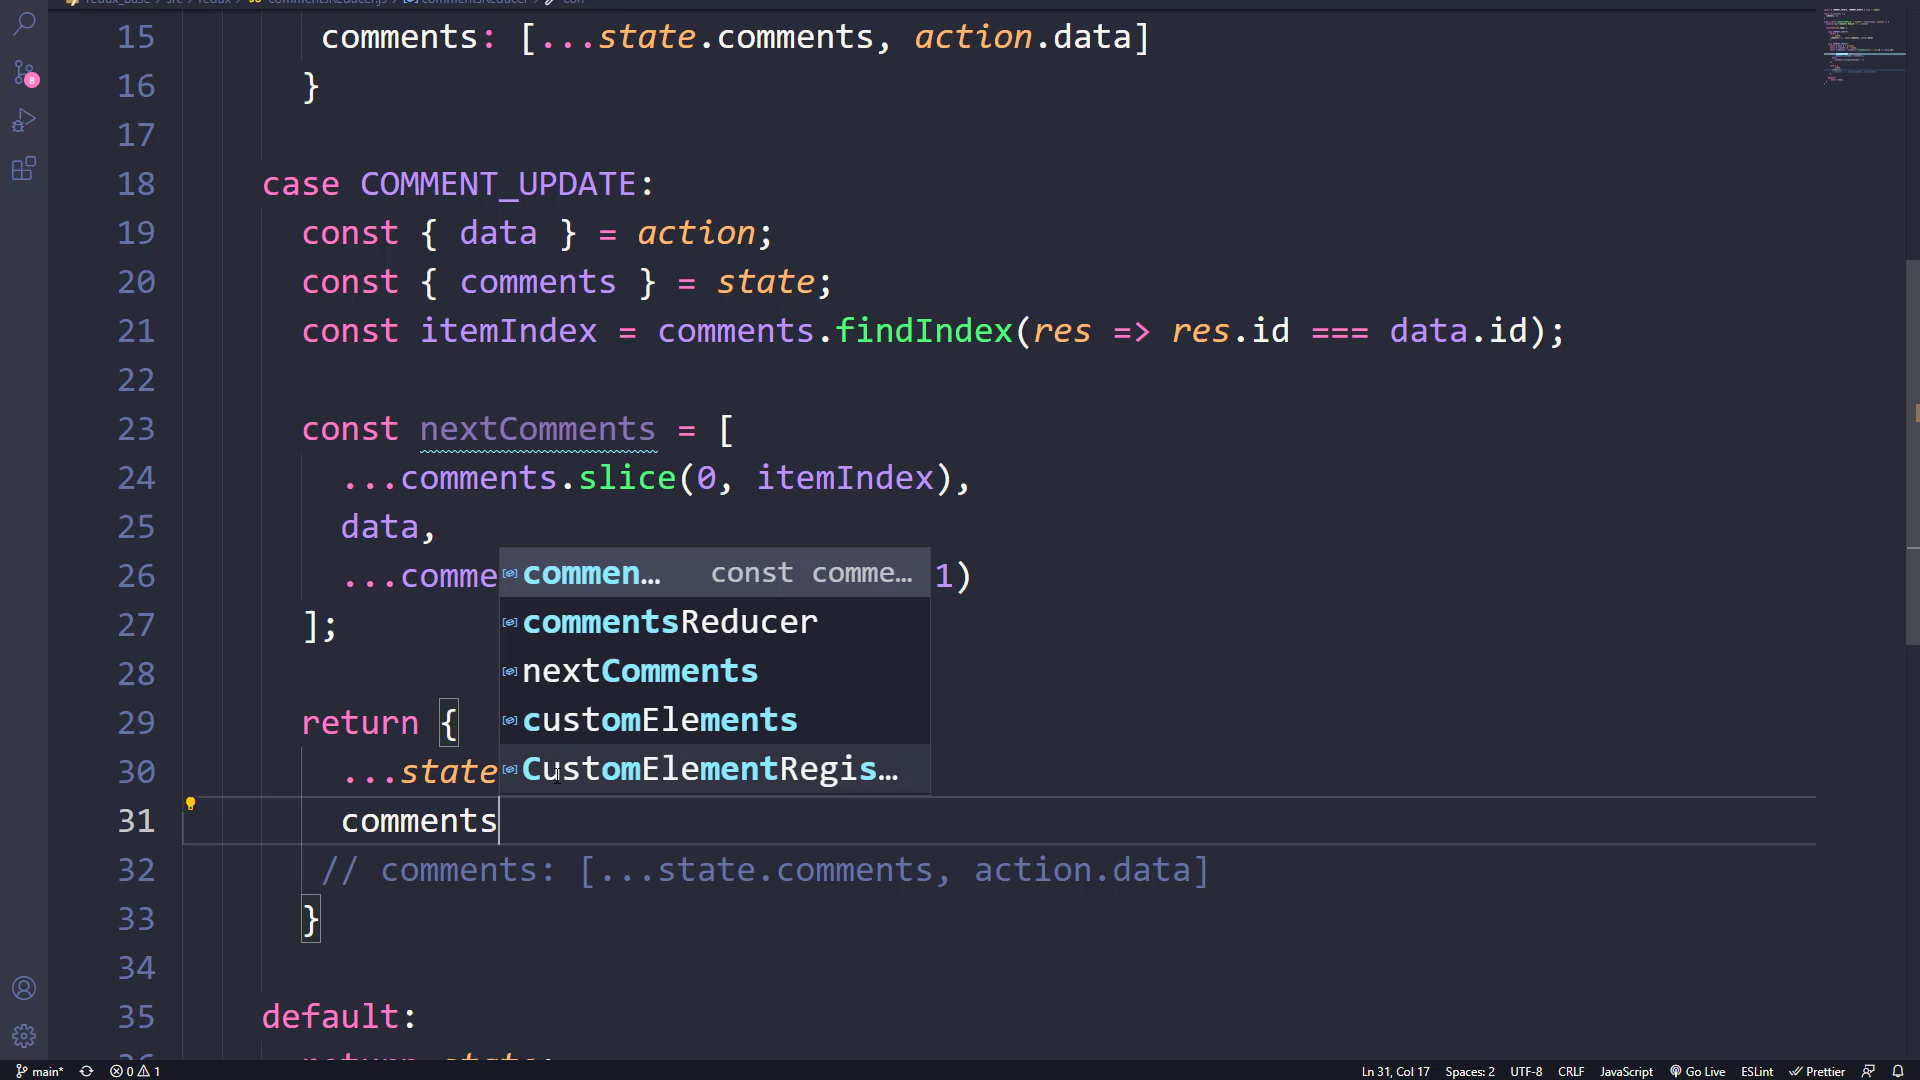 8
15 comments: [...state.comments, action.data]
16 }
17
18 case COMMENT_UPDATE:
19 const { data } = action;
20 const { comments } = state;
21 const itemIndex = comments.findIndex(res => res.id === data.id);
22
23 const nextComments = [
24 ...comments.slice(0, itemIndex),
25 data,
26 ...comme 1)
commen… const comme…
27 ];
commentsReducer
28
nextComments
29 return {
customElements
30 ...state
CustomElementRegis…
31 comments
32 // comments: [...state.comments, action.data]
33 }
34
35 default:
main* 0 1 Ln 31, Col 17 Spaces: 2 UTF-8 CRLF JavaScript Go Live ESLint Prettier